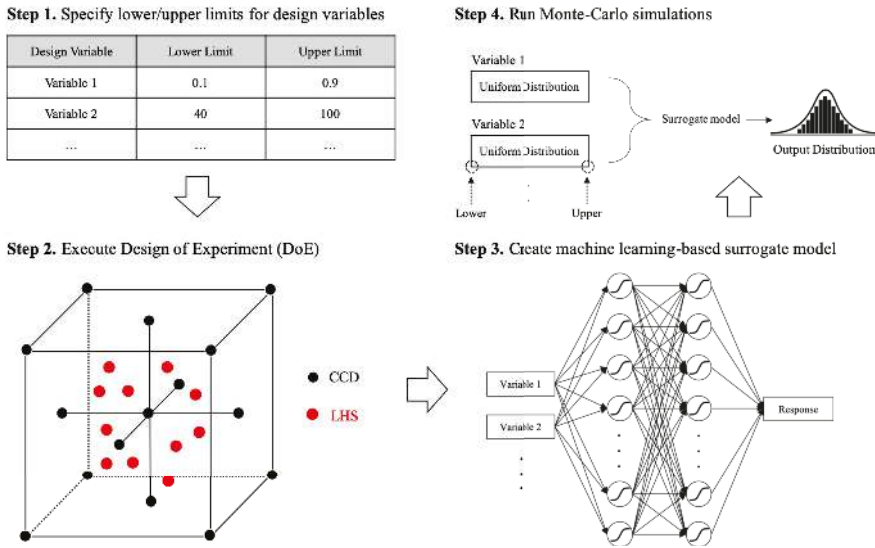 Step 1. Specify lower/upper limits for design variables
Design Variable Lower Limit Upper Limit
Variable 1 0.1 0.9
Variable 2 40 100
... ... ...
Step 2. Execute Design of Experiment (DoE)
CCD
LHS
Step 3. Create machine learning-based surrogate model
Variable 1
Variable 2
Response
Step 4. Run Monte-Carlo simulations
Variable 1
Uniform Distribution
Variable 2
Uniform Distribution
Lower Upper
Surrogate model
Output Distribution